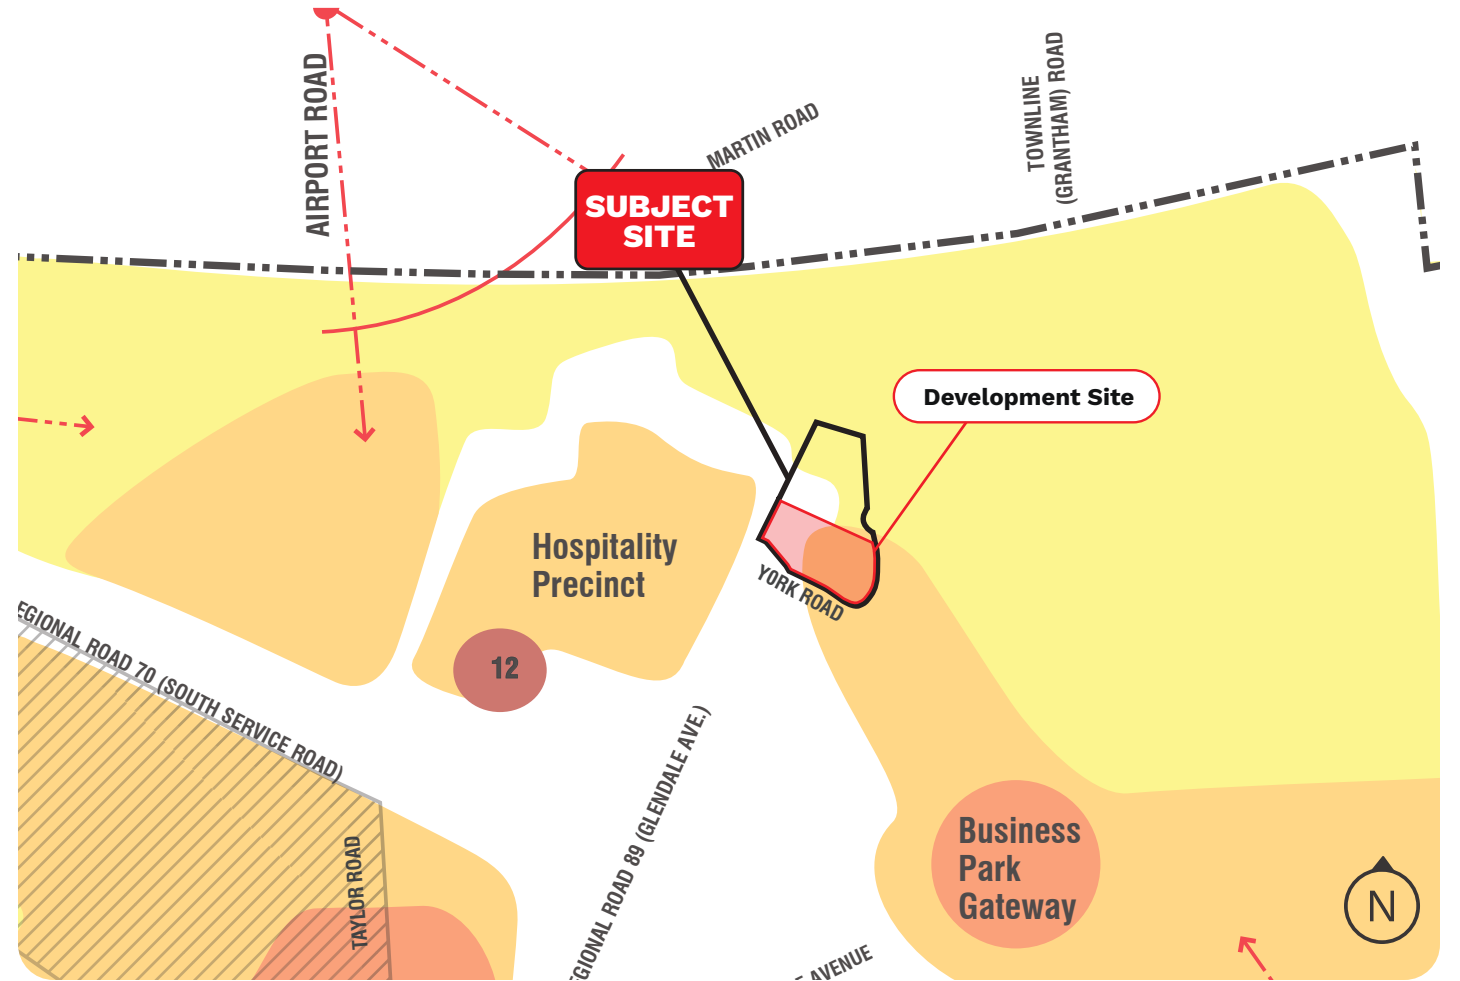 AIRPORT ROAD
MARTIN ROAD
TOWNLINE
(GRANTHAM) ROAD
SUBJECT
SITE
Development Site
Hospitality
Precinct
YORK ROAD
12
EGIONAL ROAD 70 (SOUTH SERVICE ROAD)
EGIONAL ROAD 89 (GLENDALE AVE.)
TAYLOR ROAD
Business
Park
Gateway
AVENUE
N